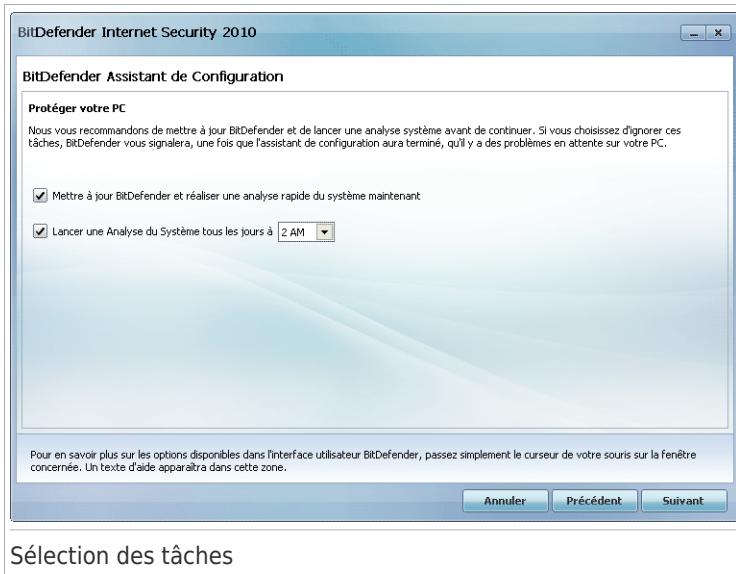 BitDefender Internet Security 2010
BitDefender Assistant de Configuration
Protéger votre PC
Nous vous recommandons de mettre à jour BitDefender et de lancer une analyse système avant de continuer. Si vous choisissez d'ignorer ces
tâches, BitDefender vous signalera, une fois que l'assistant de configuration aura terminé, qu'il y a des problèmes en attente sur votre PC.
Mettre à jour BitDefender et réaliser une analyse rapide du système maintenant
Lancer une Analyse du Système tous les jours à 2 AM
Pour en savoir plus sur les options disponibles dans l'interface utilisateur BitDefender, passez simplement le curseur de votre souris sur la fenêtre
concernée. Un texte d'aide apparaîtra dans cette zone.
Annuler Précédent Suivant
Sélection des tâches